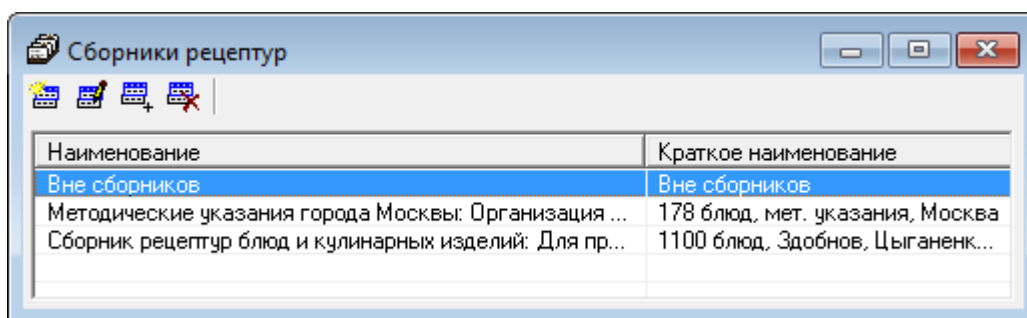 Сборники рецептур
Наименование Краткое наименование
Вне сборников Вне сборников
Методические указания города Москвы: Организация ... 178 блюд, мет. указания, Москва
Сборник рецептур блюд и кулинарных изделий: Для пр... 1100 блюд, Здобнов, Цыганенк...